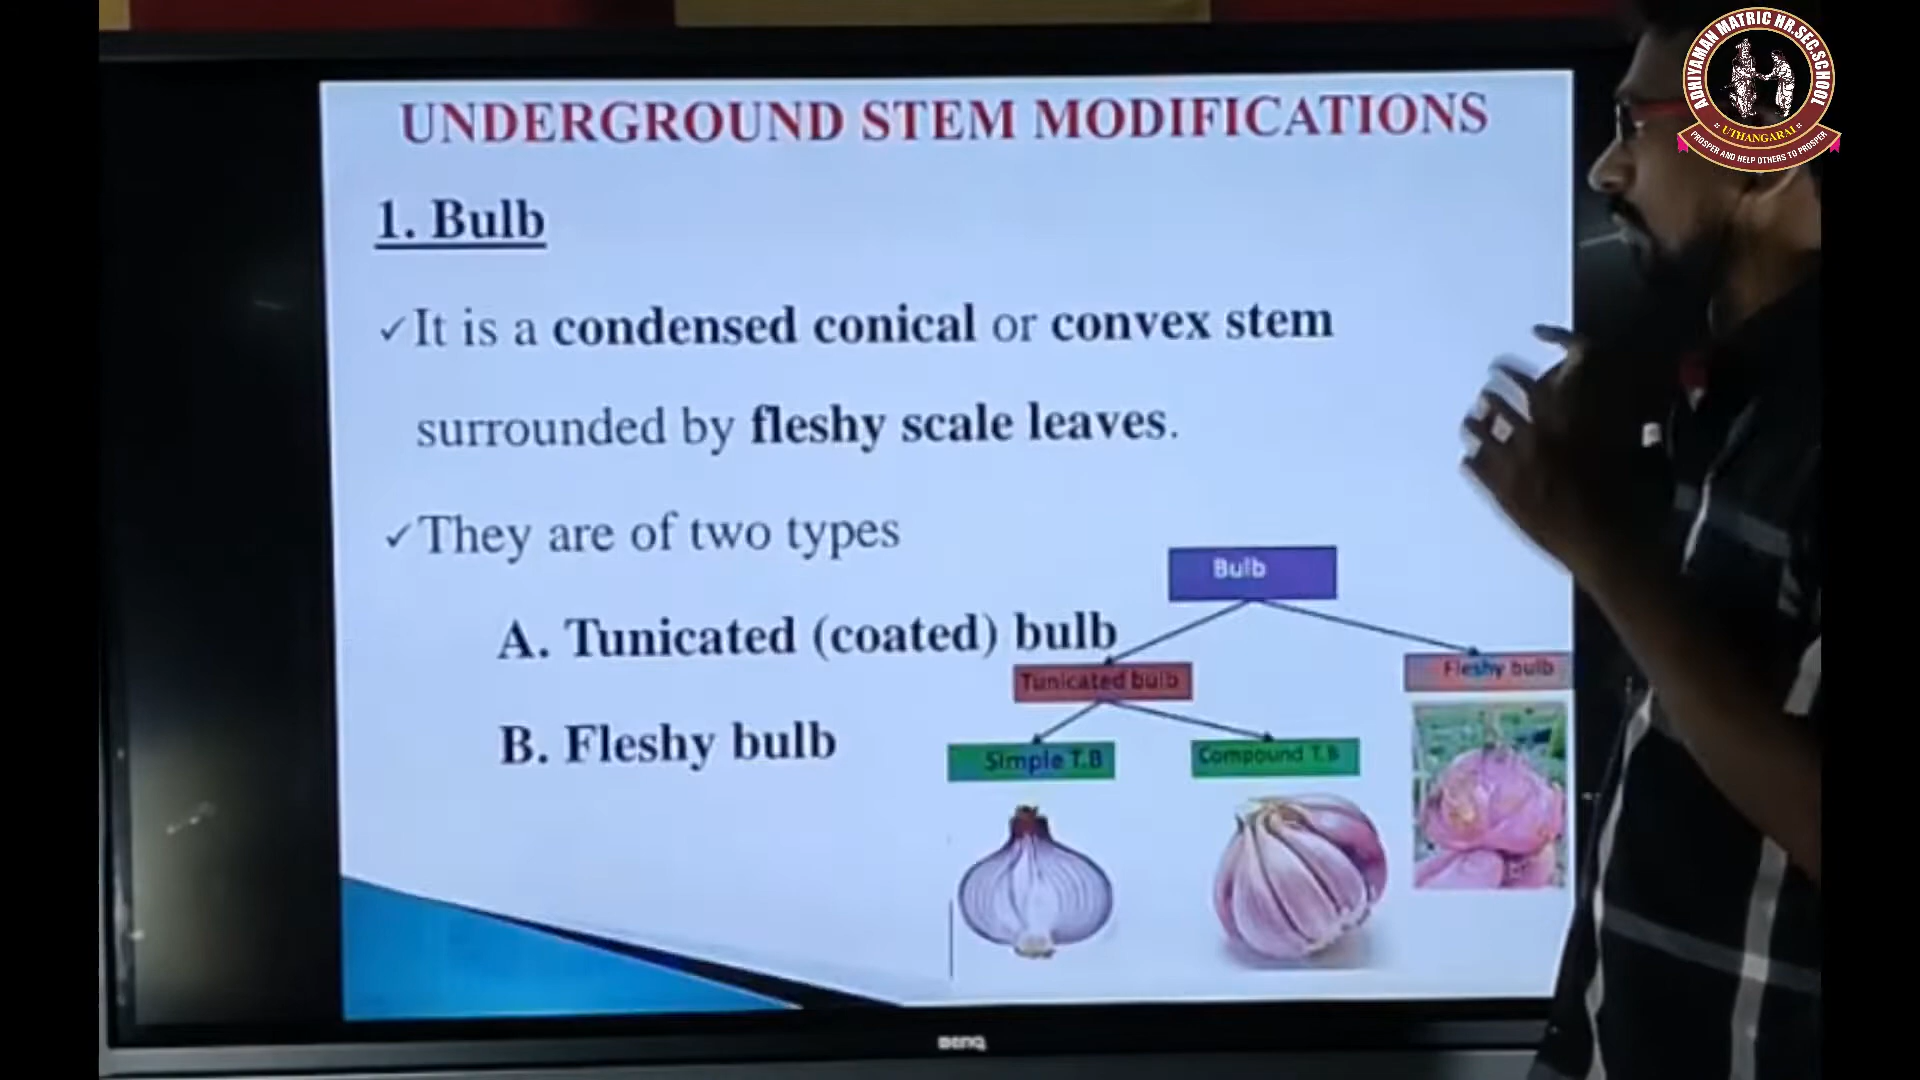 UNDERGROUND STEM MODIFICATIONS
1. Bulb
✓It is a condensed conical or convex stem
surrounded by fleshy scale leaves.
✓They are of two types
A. Tunicated (coated) bulb
B. Fleshy bulb
Bulb
Tunicated bulb
Fleshy bulb
Simple T.B
Compound T.B
BenQ
ADHIYAMAN MATRIC HR.SEC.SCHOOL
UTHANGARAI
PROSPER AND HELP OTHERS TO PROSPER